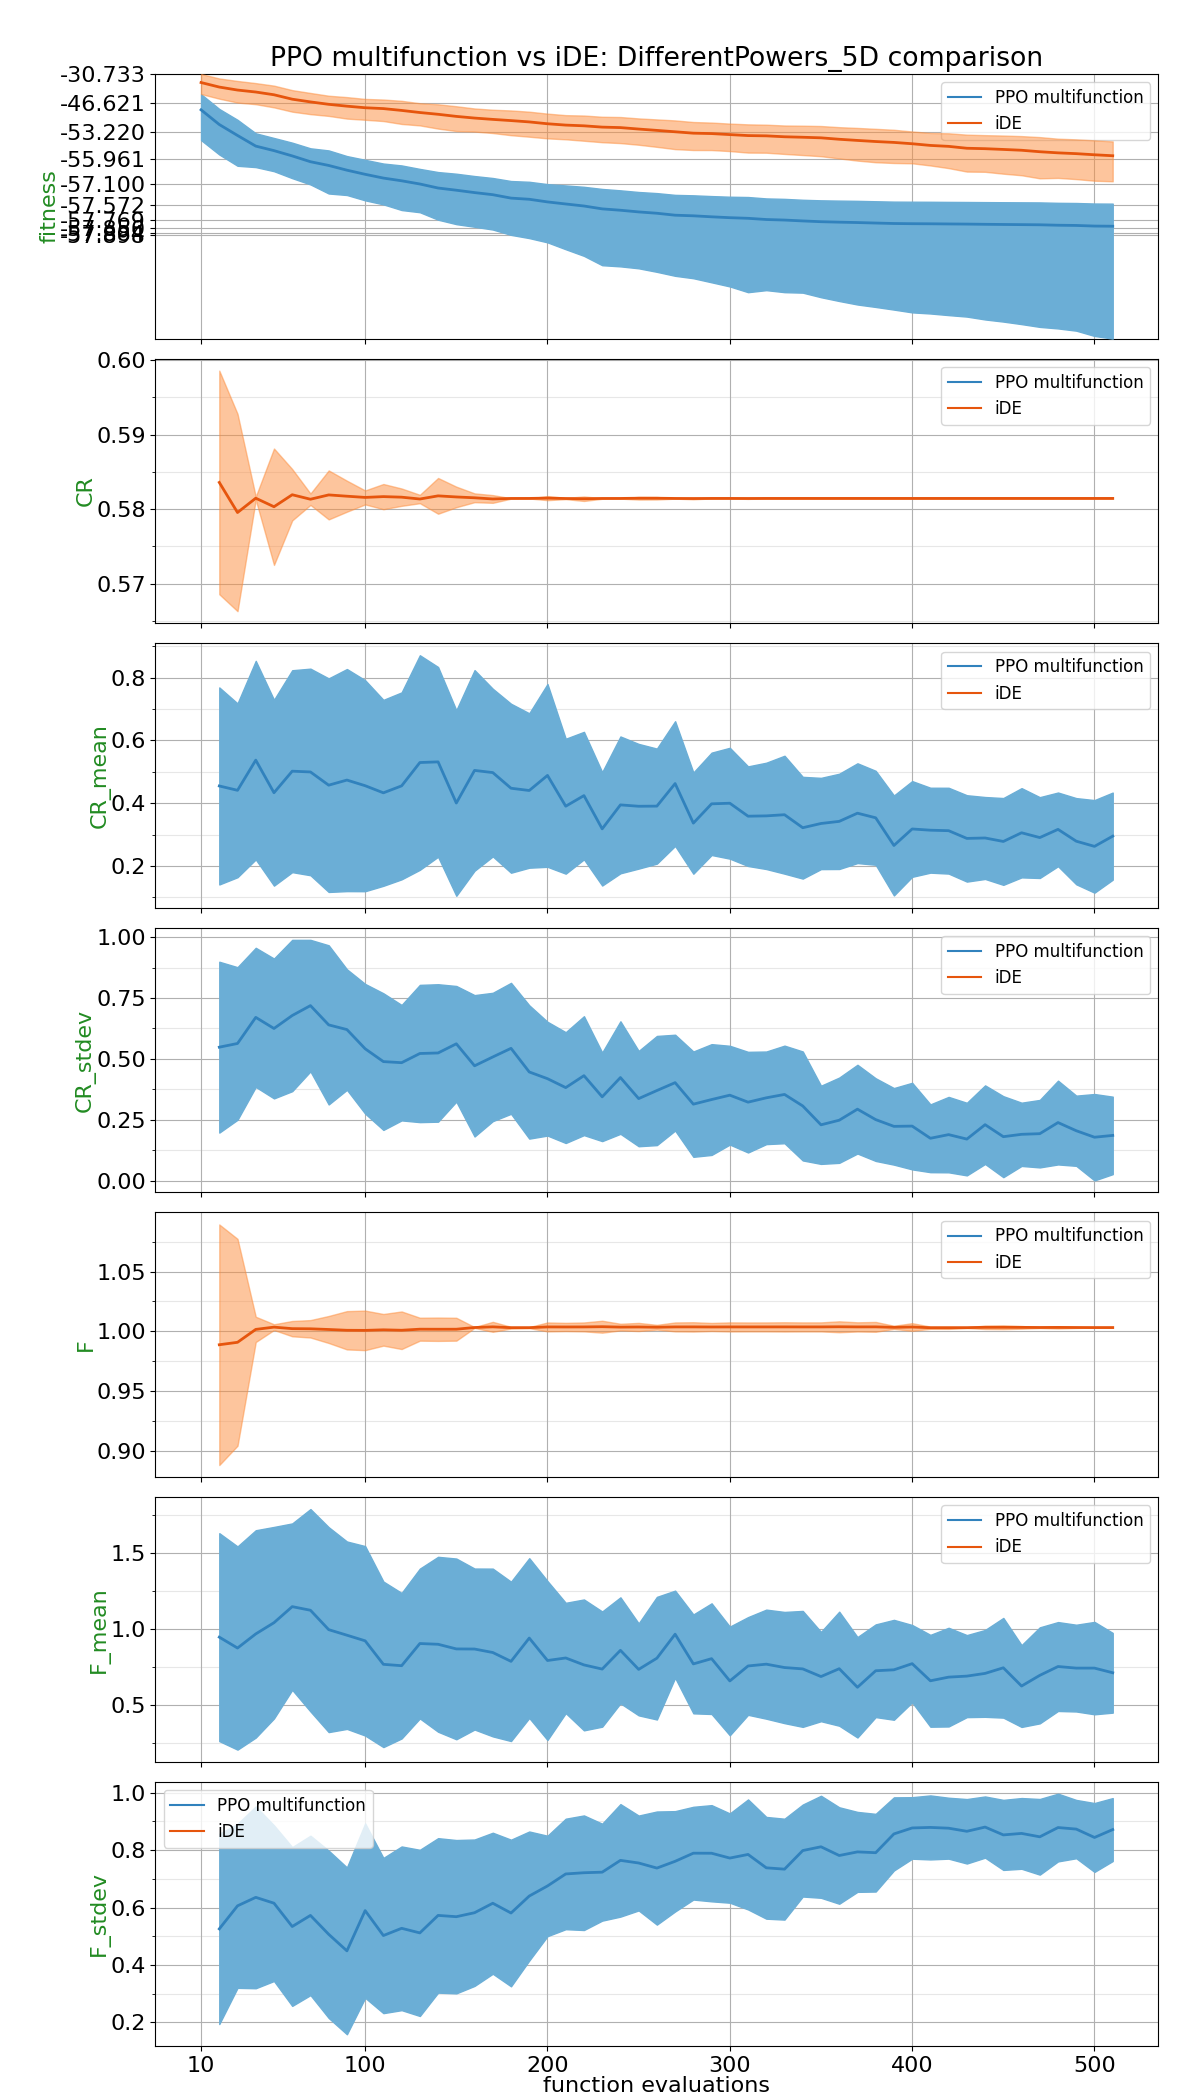 PPO multifunction vs iDE: DifferentPowers_5D comparison
-30.733
-46.621
-53.220
-55.961
-57.100
-57.572
-57.769
-57.898
fitness
PPO multifunction
iDE
0.60
0.59
0.58
0.57
CR
PPO multifunction
iDE
0.8
0.6
0.4
0.2
CR_mean
PPO multifunction
iDE
1.00
0.75
0.50
0.25
0.00
CR_stdev
PPO multifunction
iDE
1.05
1.00
0.95
0.90
F
PPO multifunction
iDE
1.5
1.0
0.5
F_mean
PPO multifunction
iDE
1.0
0.8
0.6
0.4
0.2
F_stdev
PPO multifunction
iDE
10 100 200 300 400 500
function evaluations